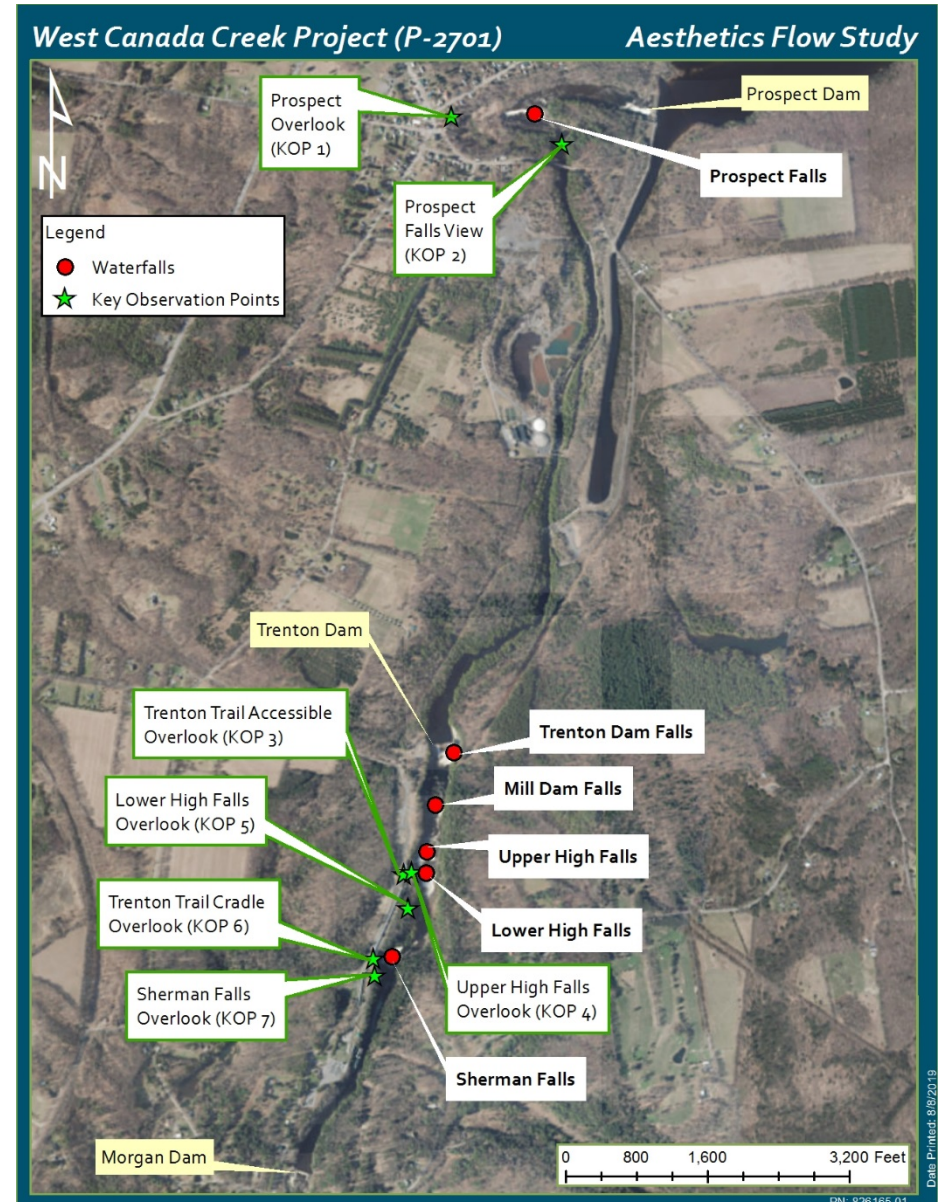 West Canada Creek Project (P-2701)
Aesthetics Flow Study
N
Prospect
Overlook
(KOP 1)
Prospect Dam
Prospect Falls
Prospect
Falls View
(KOP 2)
Legend
Waterfalls
Key Observation Points
Trenton Dam
Trenton Trail Accessible
Overlook (KOP 3)
Trenton Dam Falls
Mill Dam Falls
Lower High Falls
Overlook (KOP 5)
Upper High Falls
Trenton Trail Cradle
Overlook (KOP 6)
Lower High Falls
Sherman Falls
Overlook (KOP 7)
Upper High Falls
Overlook (KOP 4)
Sherman Falls
Morgan Dam
0 800 1,600 3,200 Feet
Date Printed: 8/8/2019
PN: 826165.01